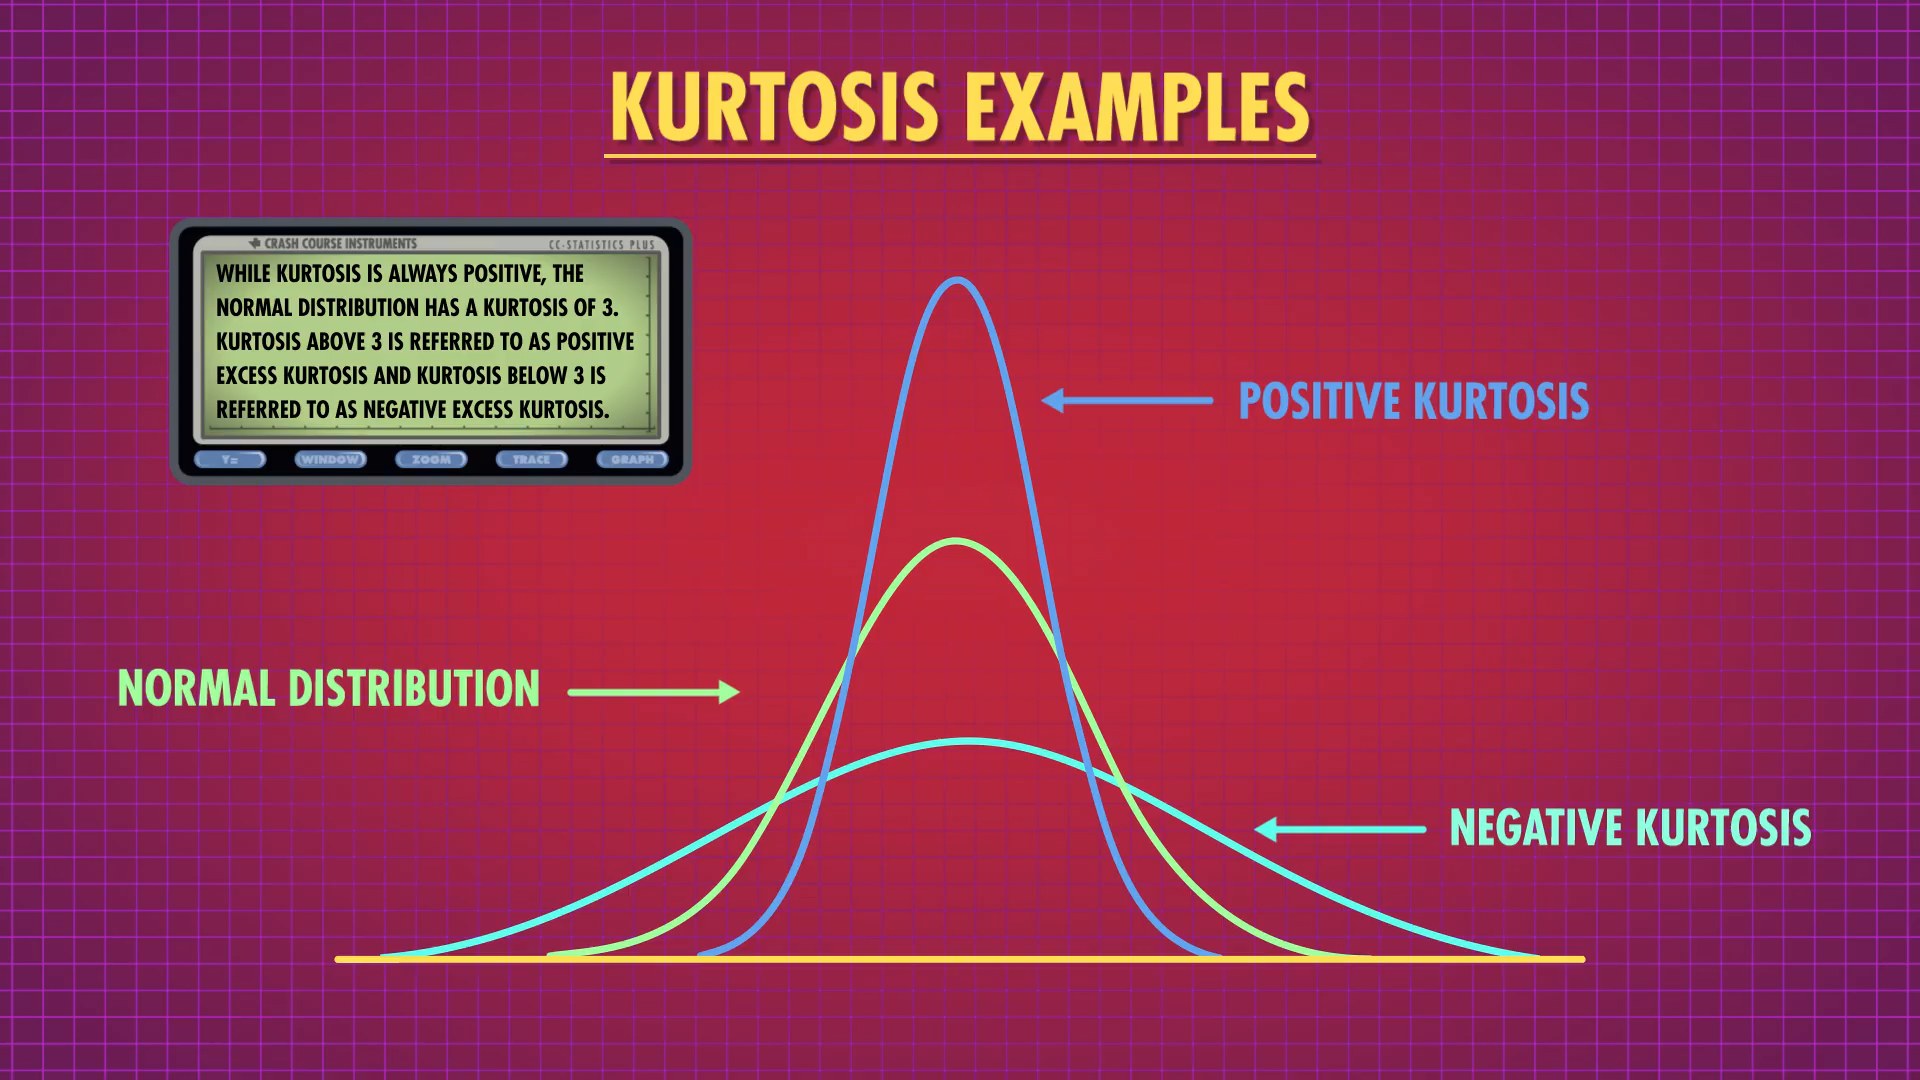 KURTOSIS EXAMPLES
CRASH COURSE INSTRUMENTS CC-STATISTICS PLUS
WHILE KURTOSIS IS ALWAYS POSITIVE, THE
NORMAL DISTRIBUTION HAS A KURTOSIS OF 3.
KURTOSIS ABOVE 3 IS REFERRED TO AS POSITIVE
EXCESS KURTOSIS AND KURTOSIS BELOW 3 IS
REFERRED TO AS NEGATIVE EXCESS KURTOSIS.
Y= WINDOW ZOOM TRACE GRAPH
POSITIVE KURTOSIS
NORMAL DISTRIBUTION
NEGATIVE KURTOSIS